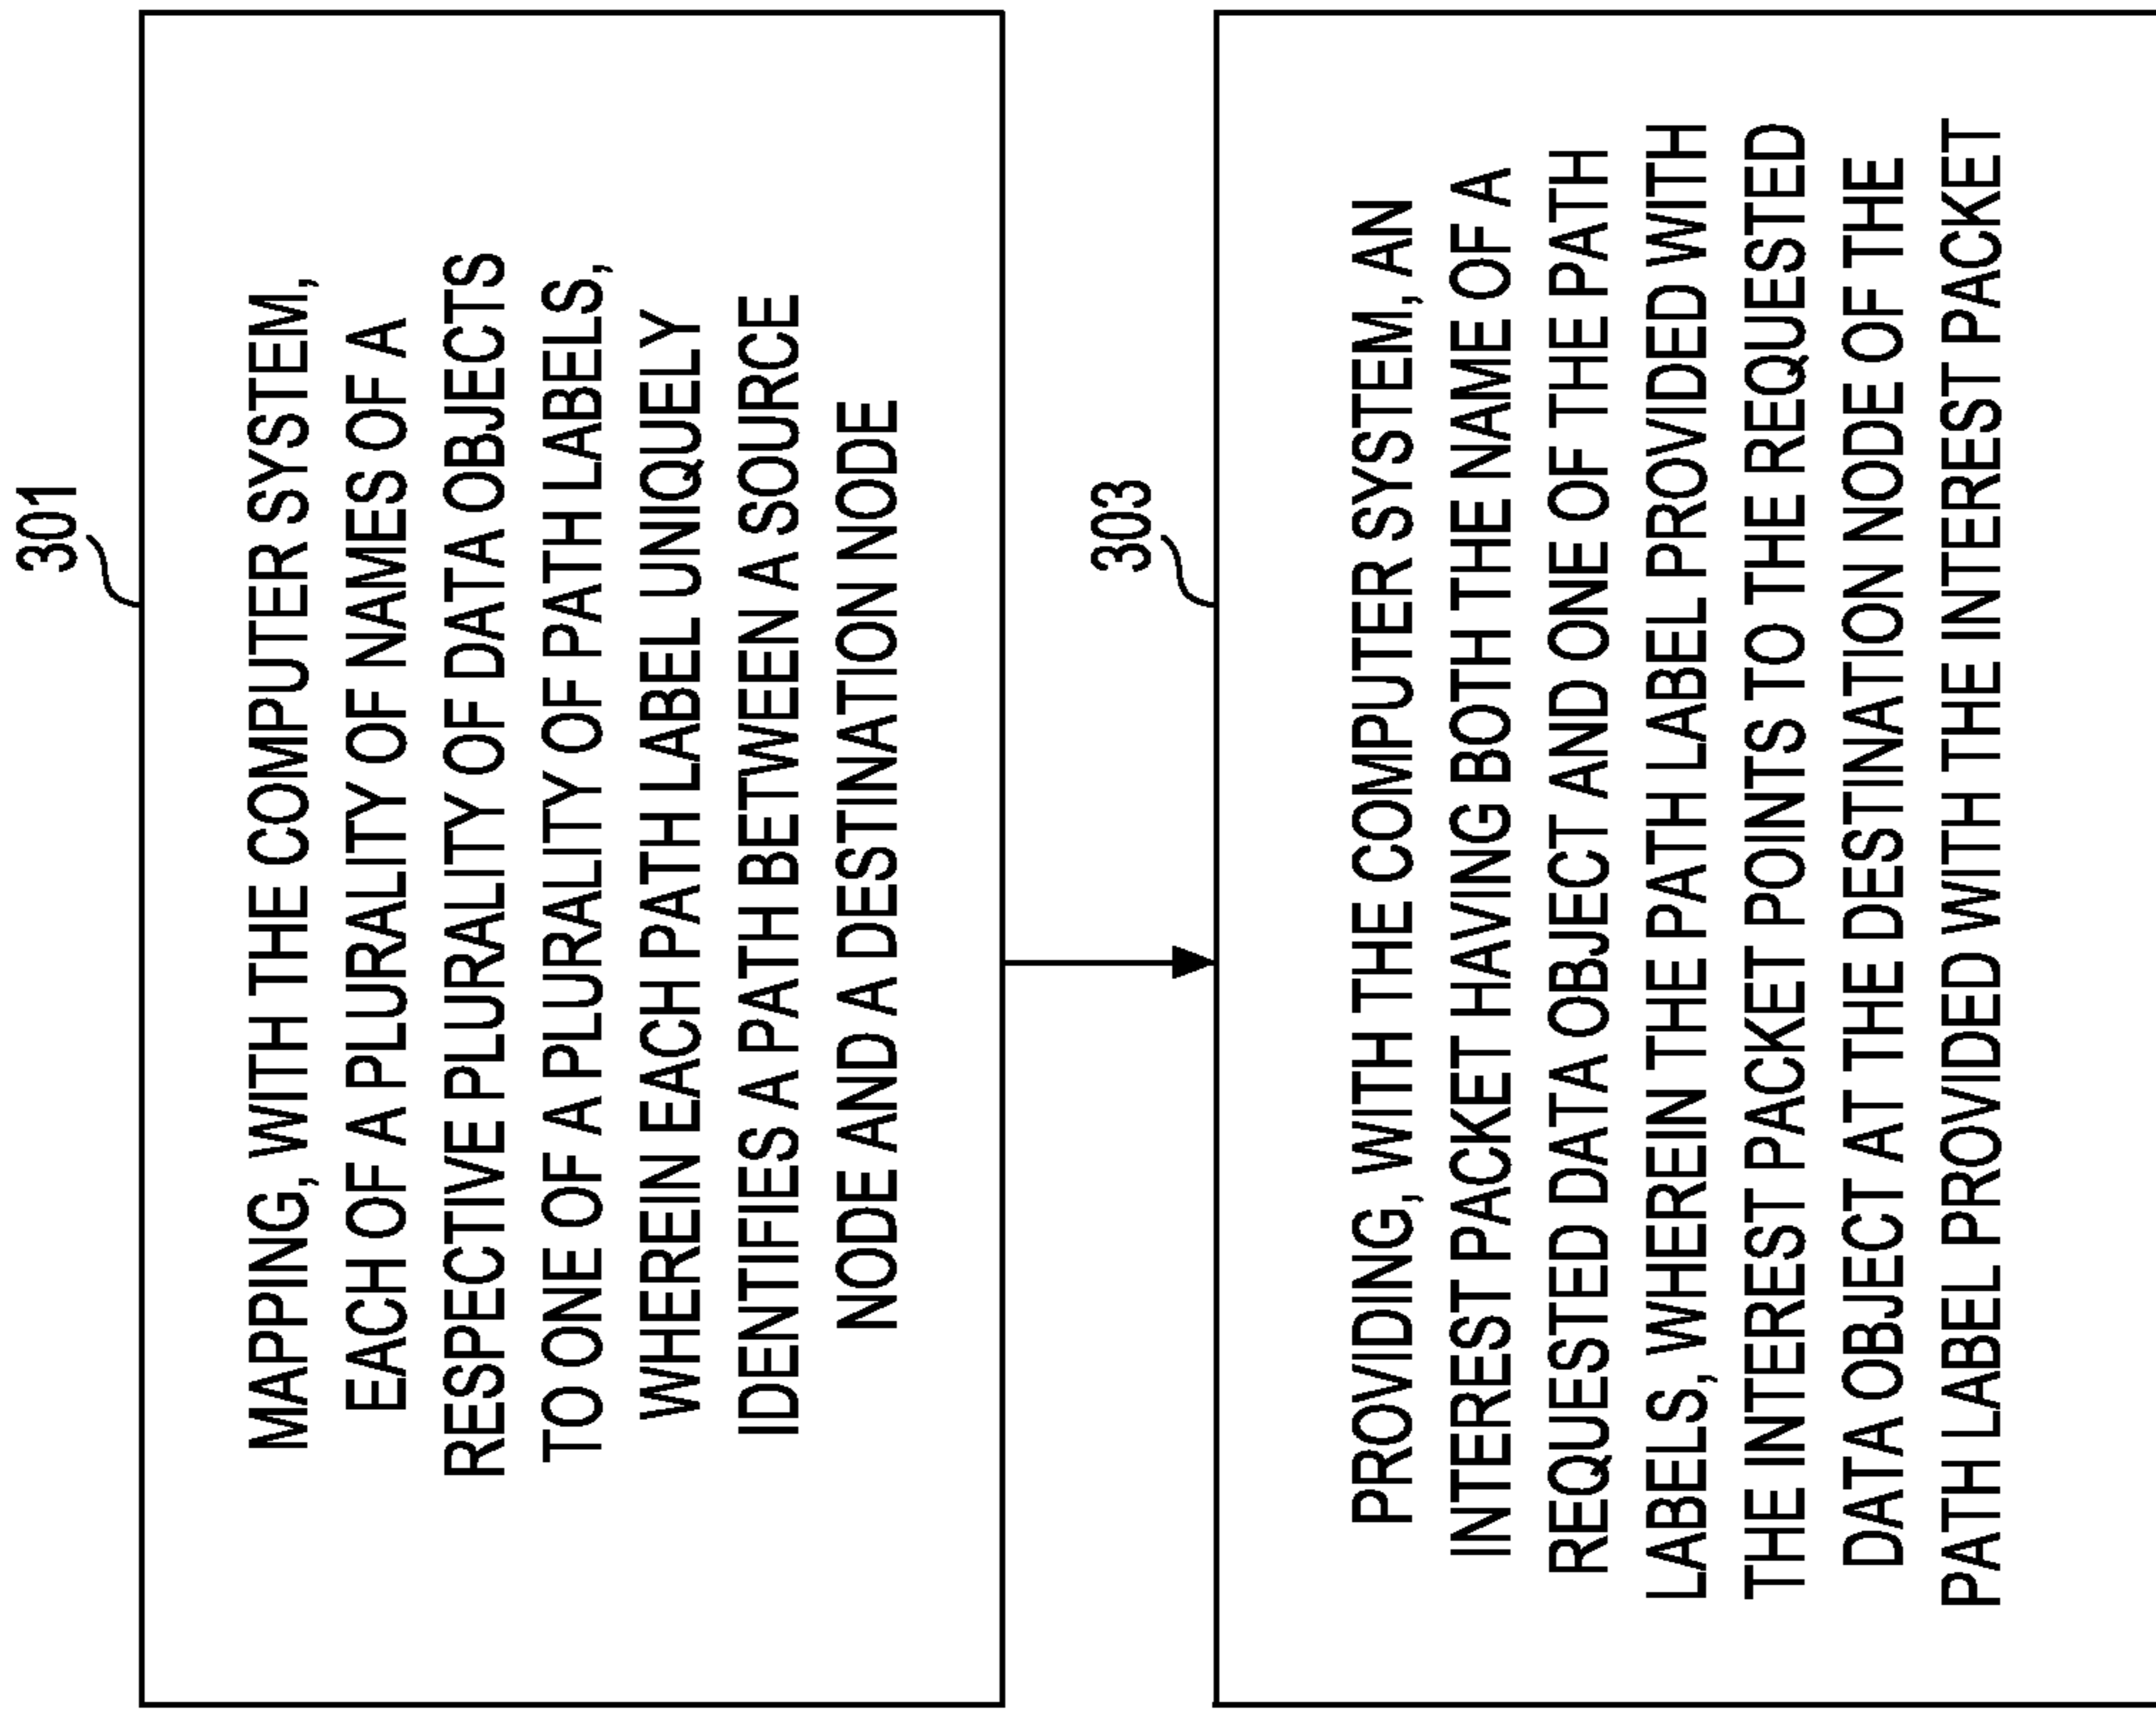 301
MAPPING, WITH THE COMPUTER SYSTEM,
EACH OF A PLURALITY OF NAMES OF A
RESPECTIVE PLURALITY OF DATA OBJECTS
TO ONE OF A PLURALITY OF PATH LABELS,
WHEREIN EACH PATH LABEL UNIQUELY
IDENTIFIES A PATH BETWEEN A SOURCE
NODE AND A DESTINATION NODE
303
PROVIDING, WITH THE COMPUTER SYSTEM, AN
INTEREST PACKET HAVING BOTH THE NAME OF A
REQUESTED DATA OBJECT AND ONE OF THE PATH
LABELS, WHEREIN THE PATH LABEL PROVIDED WITH
THE INTEREST PACKET POINTS TO THE REQUESTED
DATA OBJECT AT THE DESTINATION NODE OF THE
PATH LABEL PROVIDED WITH THE INTEREST PACKET